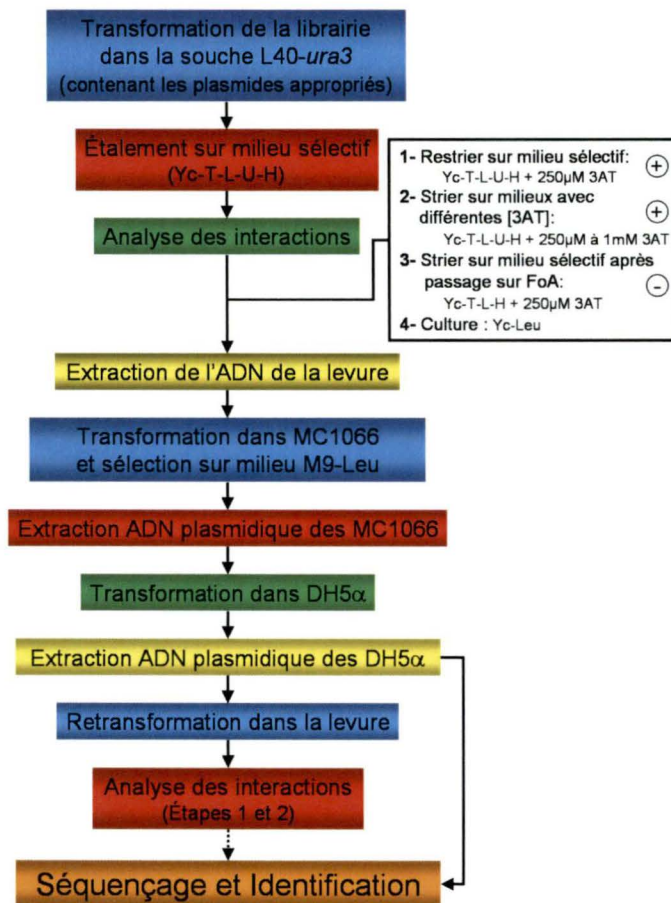 Transformation de la librairie
dans la souche L40-ura3
(contenant les plasmides appropriés)
Étalement sur milieu sélectif
(Yc-T-L-U-H)
Analyse des interactions
1- Restrier sur milieu sélectif:
Yc-T-L-U-H + 250µM 3AT
+
2- Strier sur milieux avec
différentes [3AT]:
+
Yc-T-L-U-H + 250µM à 1mM 3AT
3- Strier sur milieu sélectif après
passage sur FoA:
−
Yc-T-L-H + 250µM 3AT
4- Culture : Yc-Leu
Extraction de l'ADN de la levure
Transformation dans MC1066
et sélection sur milieu M9-Leu
Extraction ADN plasmidique des MC1066
Transformation dans DH5α
Extraction ADN plasmidique des DH5α
Retransformation dans la levure
Analyse des interactions
(Étapes 1 et 2)
Séquençage et Identification